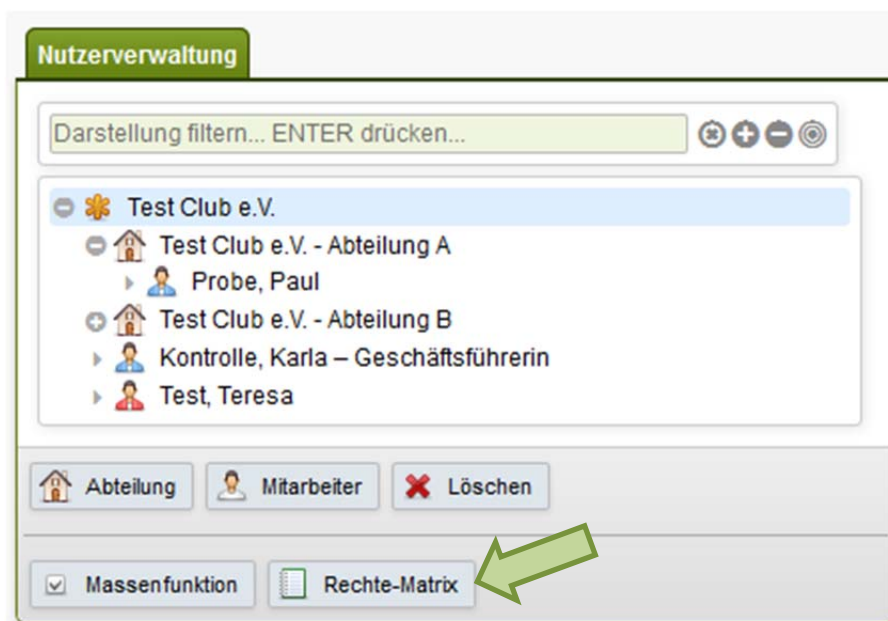 Nutzerverwaltung
Darstellung filtern... ENTER drücken...
Test Club e.V.
Test Club e.V. - Abteilung A
Probe, Paul
Test Club e.V. - Abteilung B
Kontrolle, Karla – Geschäftsführerin
Test, Teresa
Abteilung Mitarbeiter Löschen
Massenfunktion Rechte-Matrix